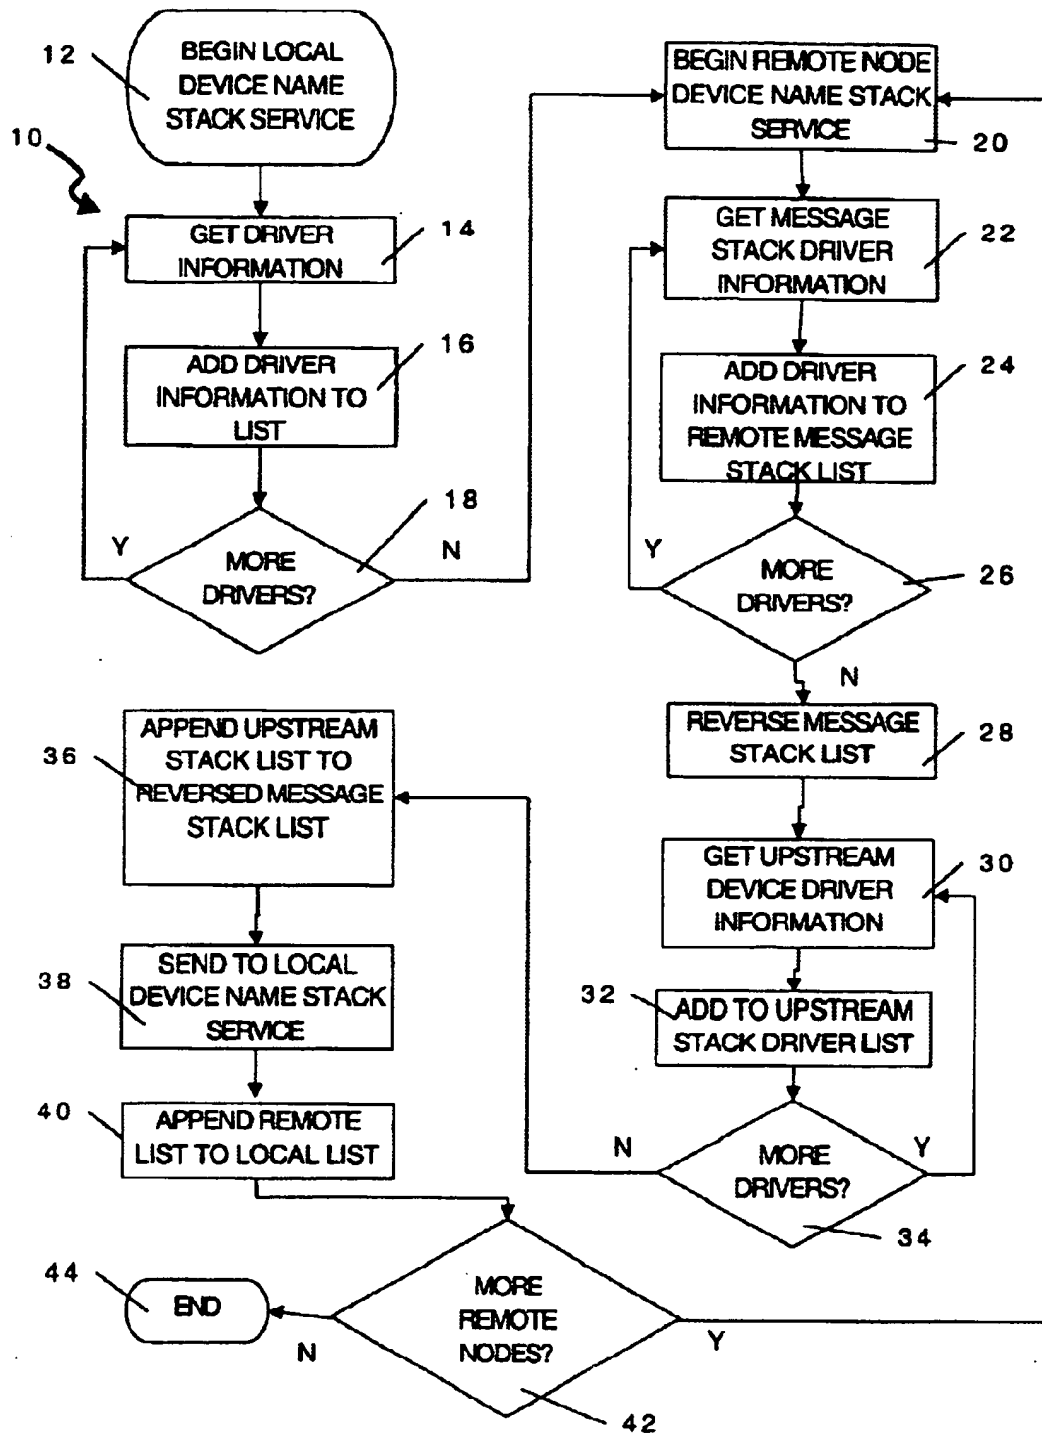 12
BEGIN LOCAL
DEVICE NAME
STACK SERVICE
10
GET DRIVER
INFORMATION
14
ADD DRIVER
INFORMATION TO
LIST
16
MORE
DRIVERS?
18
Y
N
BEGIN REMOTE NODE
DEVICE NAME STACK
SERVICE
20
GET MESSAGE
STACK DRIVER
INFORMATION
22
ADD DRIVER
INFORMATION TO
REMOTE MESSAGE
STACK LIST
24
MORE
DRIVERS?
26
Y
N
REVERSE MESSAGE
STACK LIST
28
GET UPSTREAM
DEVICE DRIVER
INFORMATION
30
32
ADD TO UPSTREAM
STACK DRIVER LIST
MORE
DRIVERS?
34
N
Y
36
APPEND UPSTREAM
STACK LIST TO
REVERSED MESSAGE
STACK LIST
38
SEND TO LOCAL
DEVICE NAME STACK
SERVICE
40
APPEND REMOTE
LIST TO LOCAL LIST
MORE
REMOTE
NODES?
42
N
Y
44
END